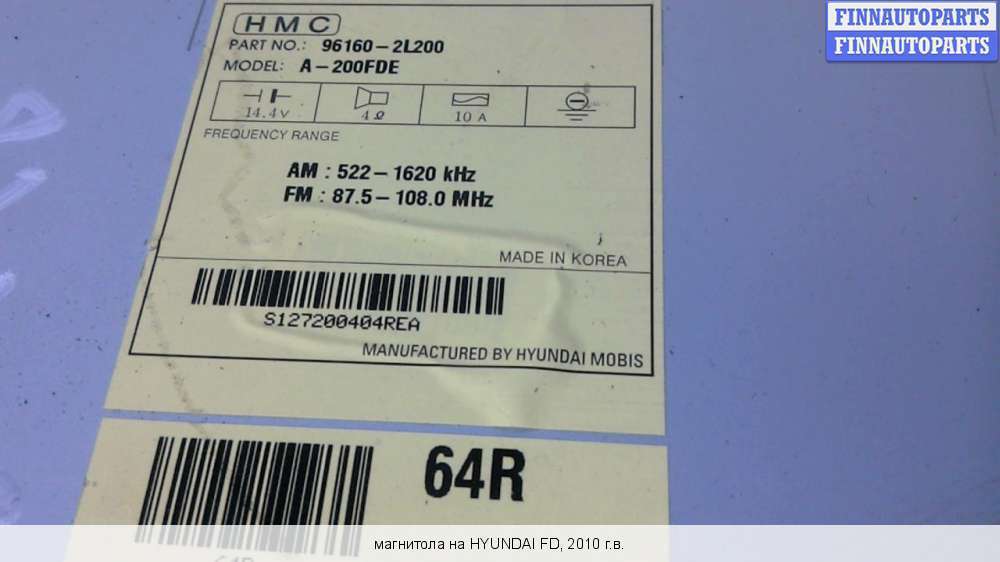 FINNAUTOPARTS
FINNAUTOPARTS
HMC
PART NO.: 96160-2L200
MODEL: A-200FDE
14.4V 4Ω 10 A
FREQUENCY RANGE
AM : 522-1620 kHz
FM : 87.5-108.0 MHz
MADE IN KOREA
S127200404REA
MANUFACTURED BY HYUNDAI MOBIS
64R
магнитола на HYUNDAI FD, 2010 г.в.